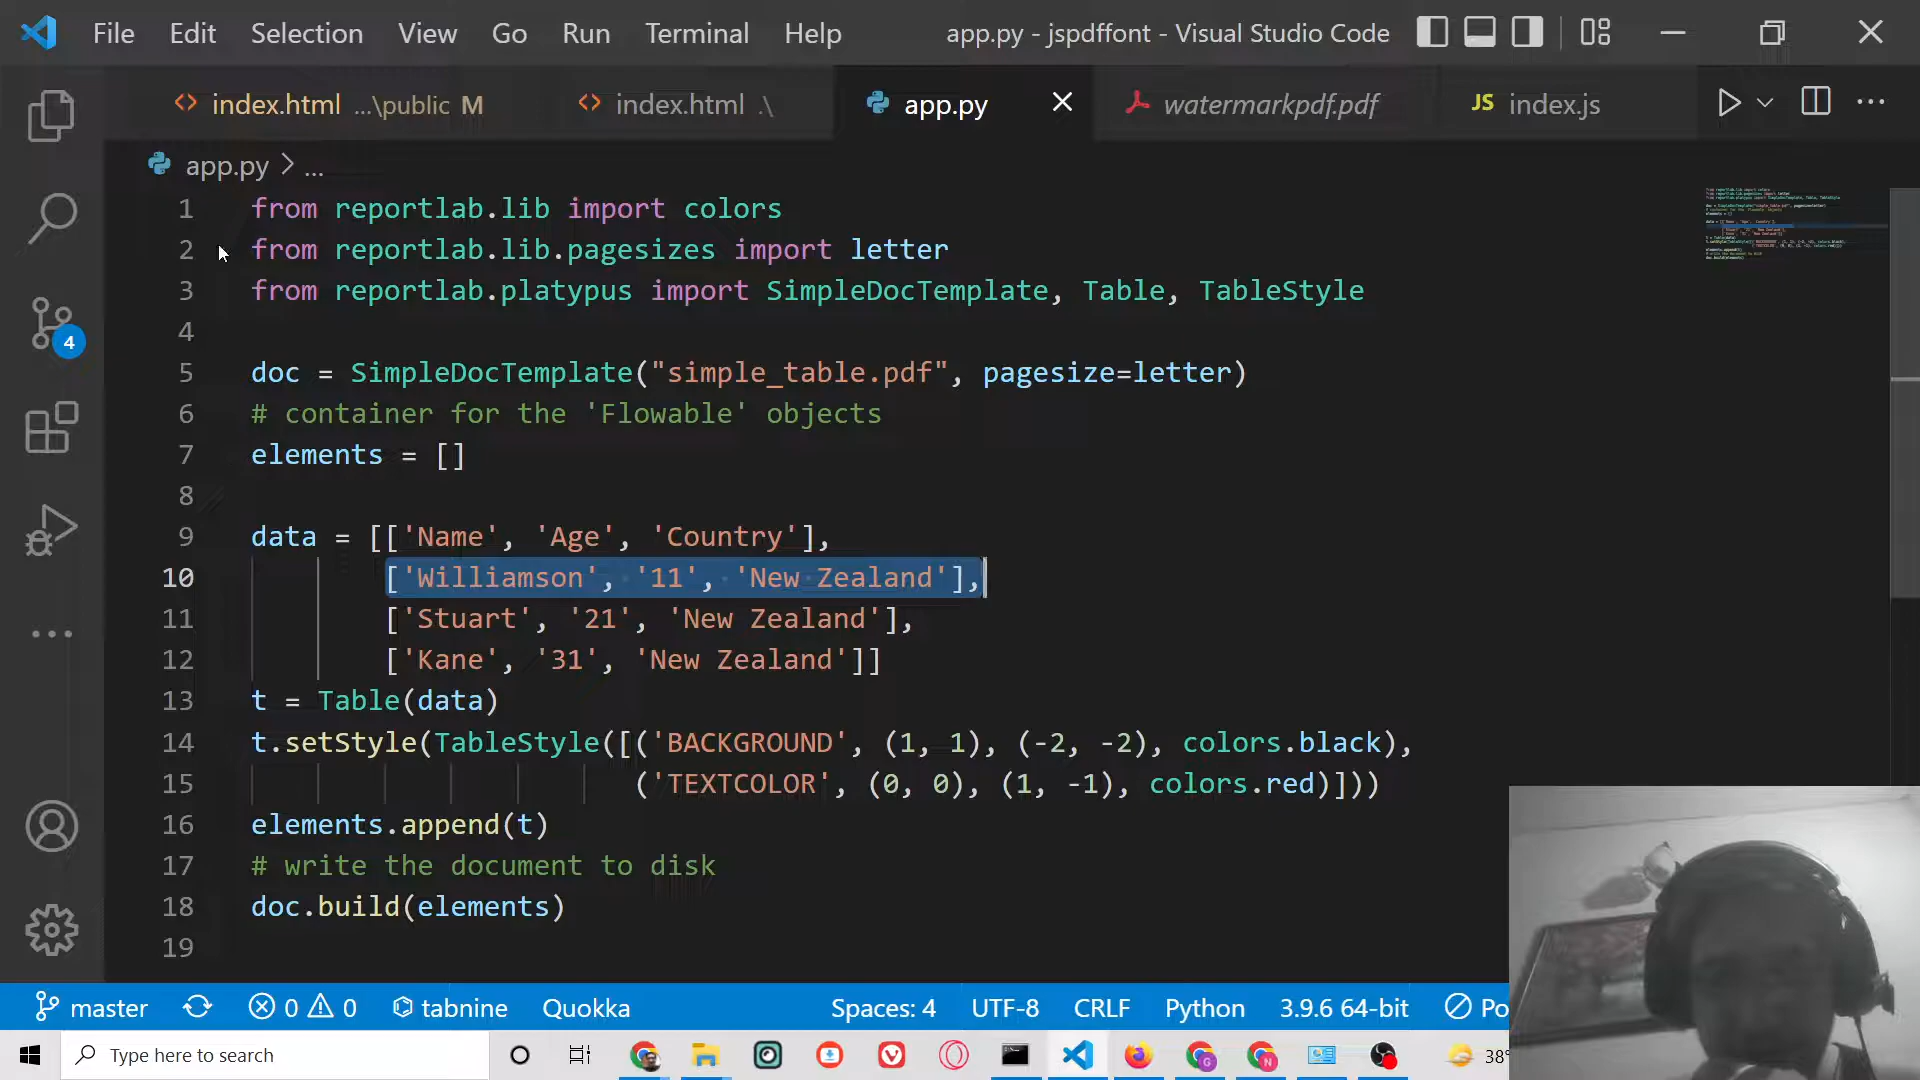 File Edit Selection View Go Run Terminal Help app.py - jspdffont - Visual Studio Code
index.html ...\public M index.html .\ app.py watermarkpdf.pdf JS index.js
app.py > ...
1 from reportlab.lib import colors
2 from reportlab.lib.pagesizes import letter
3 from reportlab.platypus import SimpleDocTemplate, Table, TableStyle
4
5 doc = SimpleDocTemplate("simple_table.pdf", pagesize=letter)
6 # container for the 'Flowable' objects
7 elements = []
8
9 data = [['Name', 'Age', 'Country'],
10 ['Williamson', '11', 'New Zealand'],
11 ['Stuart', '21', 'New Zealand'],
12 ['Kane', '31', 'New Zealand']]
13 t = Table(data)
14 t.setStyle(TableStyle([('BACKGROUND', (1, 1), (-2, -2), colors.black),
15 ('TEXTCOLOR', (0, 0), (1, -1), colors.red)]))
16 elements.append(t)
17 # write the document to disk
18 doc.build(elements)
19
4
master 0 0 tabnine Quokka Spaces: 4 UTF-8 CRLF Python 3.9.6 64-bit Po
Type here to search 38°